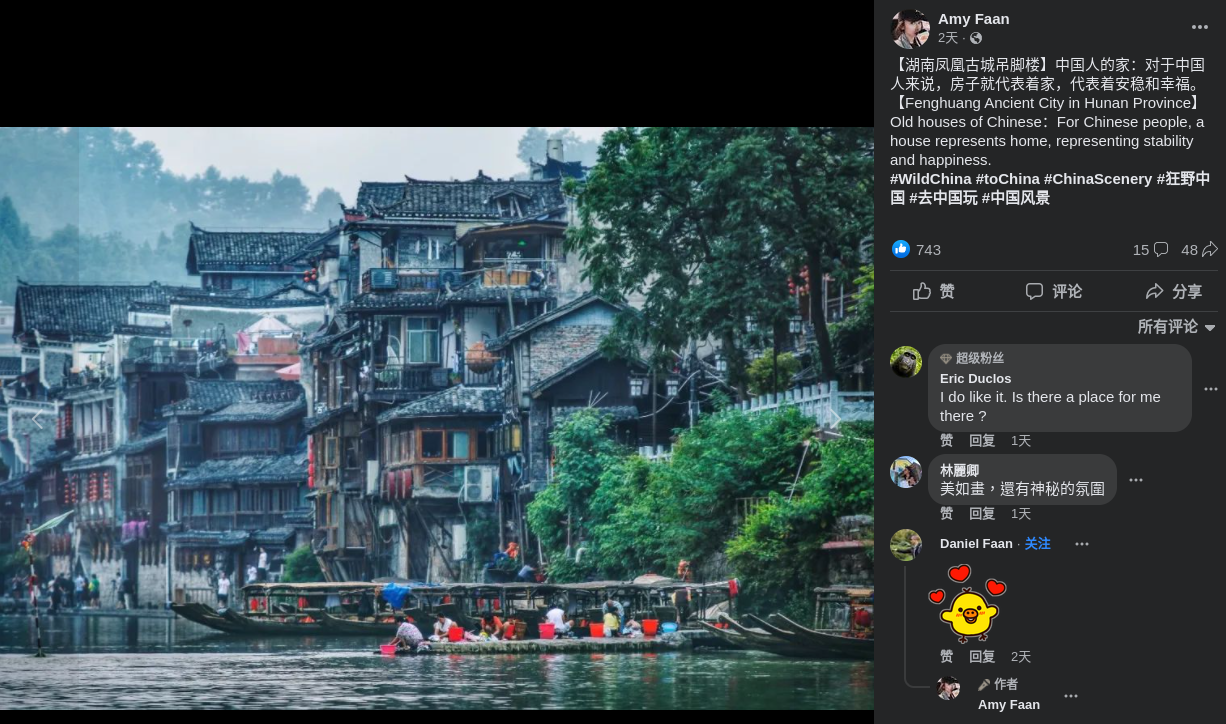 Amy Faan
2天 ·
【湖南凤凰古城吊脚楼】中国人的家：对于中国
人来说，房子就代表着家，代表着安稳和幸福。
【Fenghuang Ancient City in Hunan Province】
Old houses of Chinese：For Chinese people, a
house represents home, representing stability
and happiness.
#WildChina #toChina #ChinaScenery #狂野中
国 #去中国玩 #中国风景
743 15 48
赞 评论 分享
所有评论
超级粉丝
Eric Duclos
I do like it. Is there a place for me
there ?
赞 回复 1天
林麗卿
美如畫，還有神秘的氛圍
赞 回复 1天
Daniel Faan · 关注
赞 回复 2天
作者
Amy Faan